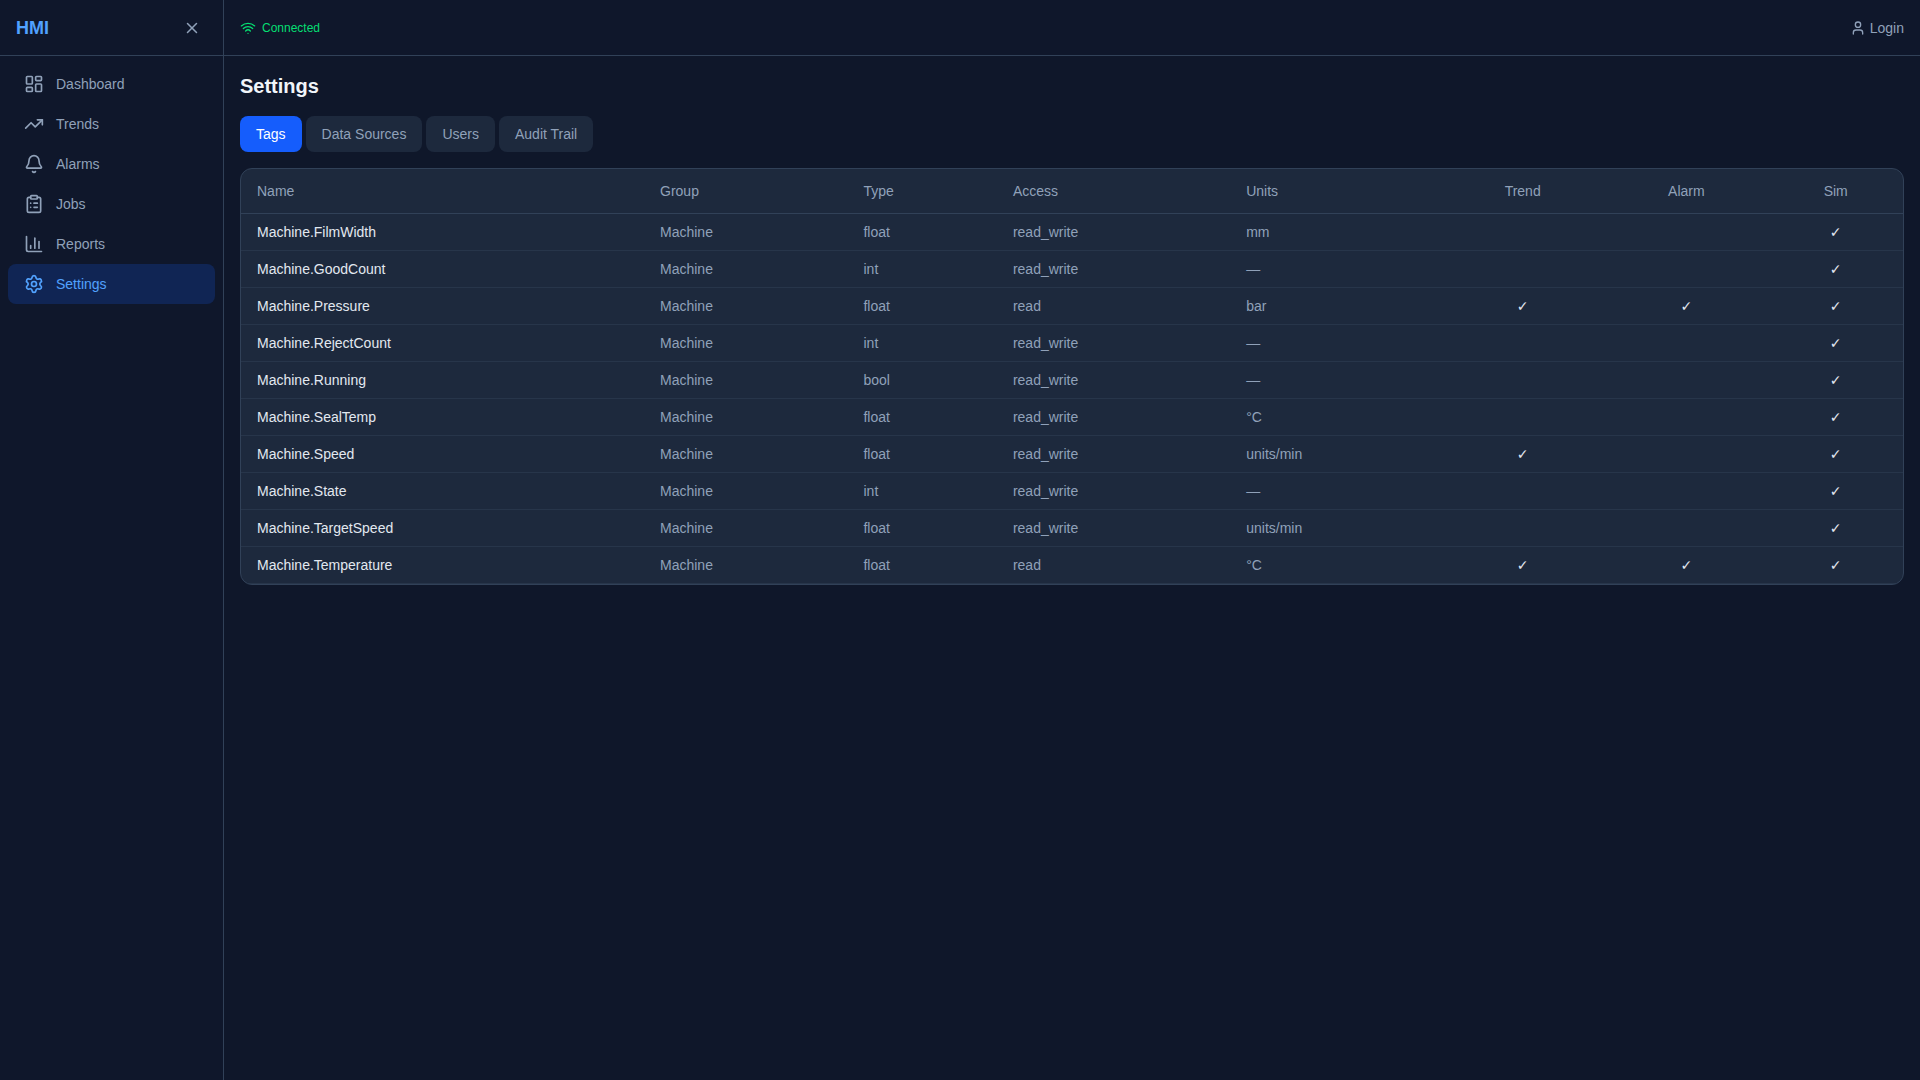 HMI
Connected
Login
Dashboard
Trends
Alarms
Jobs
Reports
Settings
Settings
Tags Data Sources Users Audit Trail
Name Group Type Access Units Trend Alarm Sim
Machine.FilmWidth Machine float read_write mm ✓
Machine.GoodCount Machine int read_write — ✓
Machine.Pressure Machine float read bar ✓ ✓ ✓
Machine.RejectCount Machine int read_write — ✓
Machine.Running Machine bool read_write — ✓
Machine.SealTemp Machine float read_write °C ✓
Machine.Speed Machine float read_write units/min ✓ ✓
Machine.State Machine int read_write — ✓
Machine.TargetSpeed Machine float read_write units/min ✓
Machine.Temperature Machine float read °C ✓ ✓ ✓